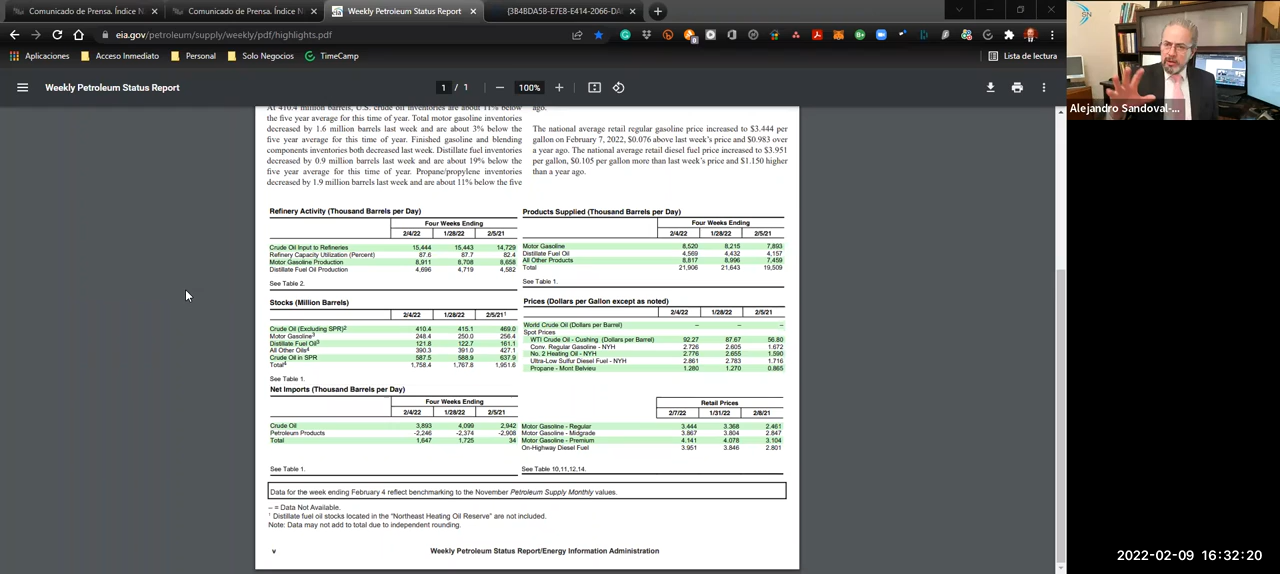 Comunicado de Prensa. Índice N
Comunicado de Prensa. Índice N
Weekly Petroleum Status Report
{3B4BDA5B-E7E8-E414-2066-DA
eia.gov/petroleum/supply/weekly/pdf/highlights.pdf
Aplicaciones Acceso Inmediato Personal Solo Negocios TimeCamp Lista de lectura
Weekly Petroleum Status Report 1 / 1 100%
Alejandro Sandoval-...
At 410.4 million barrels, U.S. crude oil inventories are about 11% below
the five year average for this time of year. Total motor gasoline inventories
decreased by 1.6 million barrels last week and are about 3% below the
five year average for this time of year. Finished gasoline and blending
components inventories both decreased last week. Distillate fuel inventories
decreased by 0.9 million barrels last week and are about 19% below the
five year average for this time of year. Propane/propylene inventories
decreased by 1.9 million barrels last week and are about 11% below the five
ago.
The national average retail regular gasoline price increased to $3.444 per
gallon on February 7, 2022, $0.076 above last week's price and $0.983 over
a year ago. The national average retail diesel fuel price increased to $3.951
per gallon, $0.105 per gallon more than last week's price and $1.150 higher
than a year ago.
Refinery Activity (Thousand Barrels per Day)
Four Weeks Ending
2/4/22 1/28/22 2/5/21
Crude Oil Input to Refineries 15,444 15,443 14,729
Refinery Capacity Utilization (Percent) 87.6 87.7 82.4
Motor Gasoline Production 8,911 8,708 8,658
Distillate Fuel Oil Production 4,696 4,719 4,582
See Table 2.
Products Supplied (Thousand Barrels per Day)
Four Weeks Ending
2/4/22 1/28/22 2/5/21
Motor Gasoline 8,520 8,215 7,893
Distillate Fuel Oil 4,569 4,432 4,157
All Other Products 8,817 8,996 7,459
Total 21,906 21,643 19,509
See Table 1.
Stocks (Million Barrels)
2/4/22 1/28/22 2/5/21¹
Crude Oil (Excluding SPR)² 410.4 415.1 469.0
Motor Gasoline³ 248.4 250.0 256.4
Distillate Fuel Oil³ 121.8 122.7 161.1
All Other Oils⁴ 390.3 391.0 427.1
Crude Oil in SPR 587.5 588.9 637.9
Total⁴ 1,758.4 1,767.8 1,951.6
See Table 1.
Prices (Dollars per Gallon except as noted)
2/4/22 1/28/22 2/5/21
World Crude Oil (Dollars per Barrel) – – –
Spot Prices
WTI Crude Oil - Cushing (Dollars per Barrel) 92.27 87.67 56.80
Conv. Regular Gasoline - NYH 2.726 2.605 1.672
No. 2 Heating Oil - NYH 2.776 2.655 1.590
Ultra-Low Sulfur Diesel Fuel - NYH 2.861 2.783 1.716
Propane - Mont Belvieu 1.280 1.270 0.865
Net Imports (Thousand Barrels per Day)
Four Weeks Ending
2/4/22 1/28/22 2/5/21
Crude Oil 3,893 4,099 2,942
Petroleum Products -2,246 -2,374 -2,908
Total 1,647 1,725 34
See Table 1.
Retail Prices
2/7/22 1/31/22 2/8/21
Motor Gasoline - Regular 3.444 3.368 2.461
Motor Gasoline - Midgrade 3.867 3.804 2.847
Motor Gasoline - Premium 4.141 4.078 3.104
On-Highway Diesel Fuel 3.951 3.846 2.801
See Table 10,11,12,14.
Data for the week ending February 4 reflect benchmarking to the November Petroleum Supply Monthly values.
– = Data Not Available.
¹ Distillate fuel oil stocks located in the "Northeast Heating Oil Reserve" are not included.
Note: Data may not add to total due to independent rounding.
v Weekly Petroleum Status Report/Energy Information Administration
2022-02-09 16:32:20